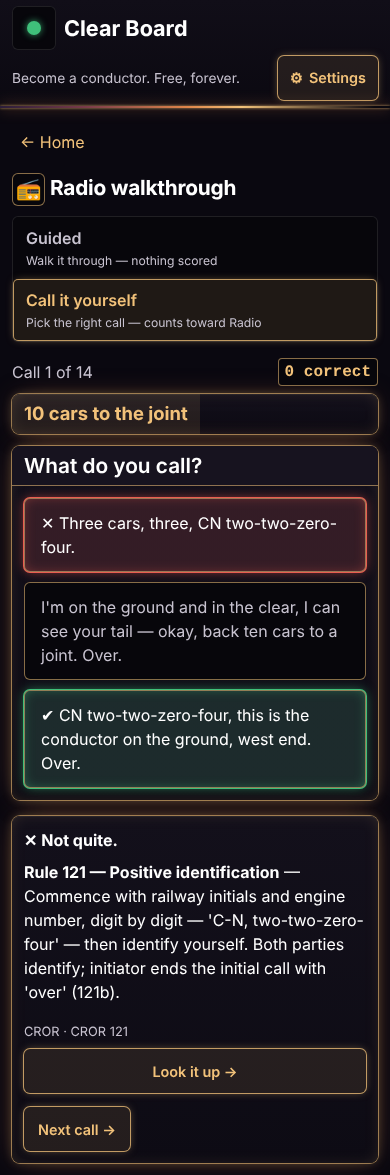 Clear Board
Become a conductor. Free, forever.
⚙ Settings
← Home
📻 Radio walkthrough
Guided
Walk it through — nothing scored
Call it yourself
Pick the right call — counts toward Radio
Call 1 of 14
0 correct
10 cars to the joint
What do you call?
✕ Three cars, three, CN two-two-zero-
four.
I'm on the ground and in the clear, I can
see your tail — okay, back ten cars to a
joint. Over.
✔ CN two-two-zero-four, this is the
conductor on the ground, west end.
Over.
✕ Not quite.
Rule 121 — Positive identification —
Commence with railway initials and engine
number, digit by digit — 'C-N, two-two-zero-
four' — then identify yourself. Both parties
identify; initiator ends the initial call with
'over' (121b).
CROR · CROR 121
Look it up →
Next call →